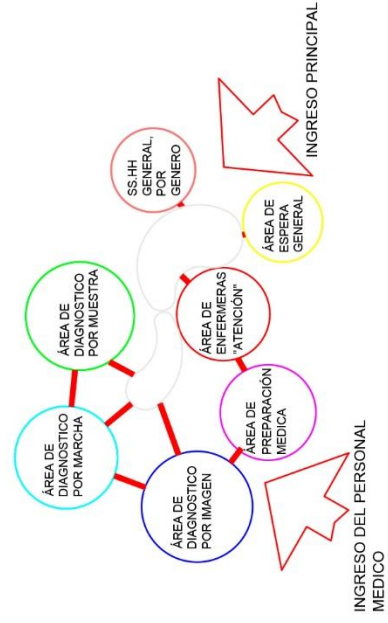 SS.HH
GENERAL,
POR
GENERO
INGRESO PRINCIPAL
ÁREA DE
DIAGNOSTICO
POR MUESTRA
ÁREA DE
ESPERA
GENERAL
ÁREA DE
ENFERMERAS
"ATENCIÓN"
ÁREA DE
DIAGNOSTICO
POR MARCHA
ÁREA DE
PREPARACIÓN
MEDICA
ÁREA DE
DIAGNOSTICO
POR IMAGEN
INGRESO DEL PERSONAL
MEDICO